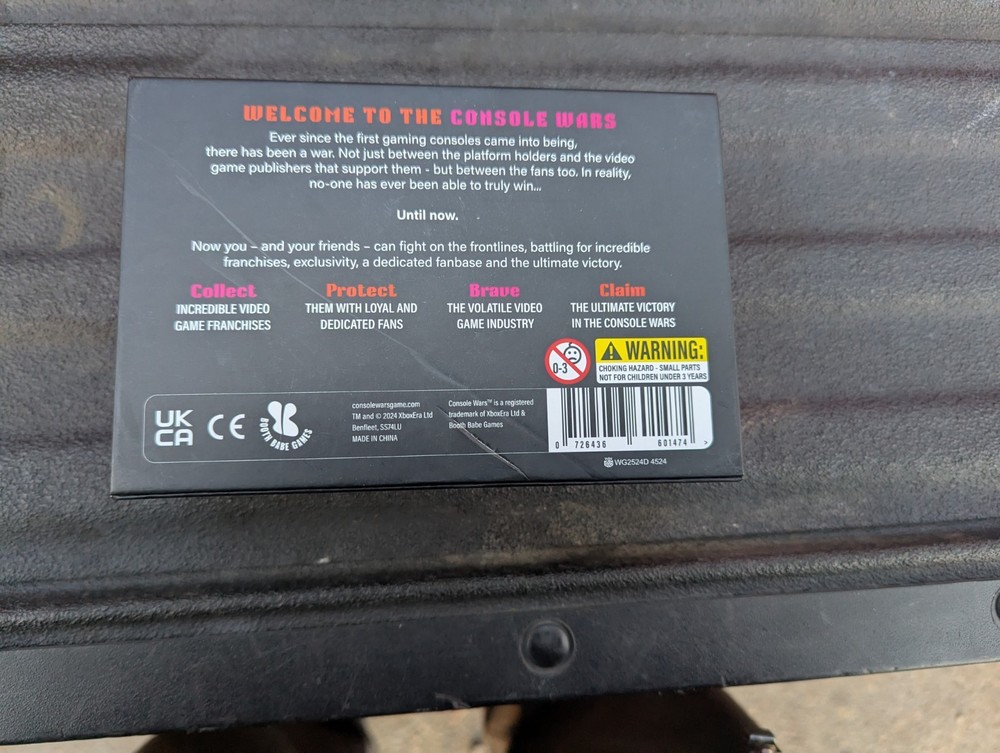 WELCOME TO THE CONSOLE WARS
Ever since the first gaming consoles came into being,
there has been a war. Not just between the platform holders and the video
game publishers that support them - but between the fans too. In reality,
no-one has ever been able to truly win...
Until now.
Now you – and your friends – can fight on the frontlines, battling for incredible
franchises, exclusivity, a dedicated fanbase and the ultimate victory.
Collect
INCREDIBLE VIDEO
GAME FRANCHISES
Protect
THEM WITH LOYAL AND
DEDICATED FANS
Brave
THE VOLATILE VIDEO
GAME INDUSTRY
Claim
THE ULTIMATE VICTORY
IN THE CONSOLE WARS
0-3
WARNING:
CHOKING HAZARD - SMALL PARTS
NOT FOR CHILDREN UNDER 3 YEARS
UK
CA
CE
BOOTH BABE GAMES
consolewarsgame.com
TM and © 2024 XboxEra Ltd
Benfleet, SS74LU
MADE IN CHINA
Console Wars™ is a registered
trademark of XboxEra Ltd &
Booth Babe Games
0 726436 601474 >
WG2524D 4524